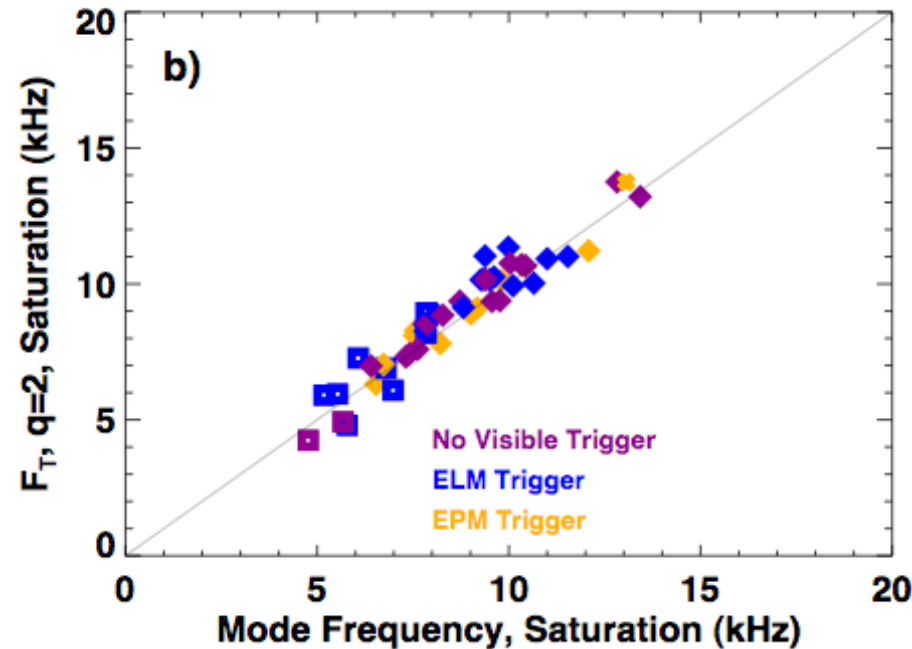 20
15
10
5
0
F_T, q=2, Saturation (kHz)
b)
No Visible Trigger
ELM Trigger
EPM Trigger
0 5 10 15 20
Mode Frequency, Saturation (kHz)